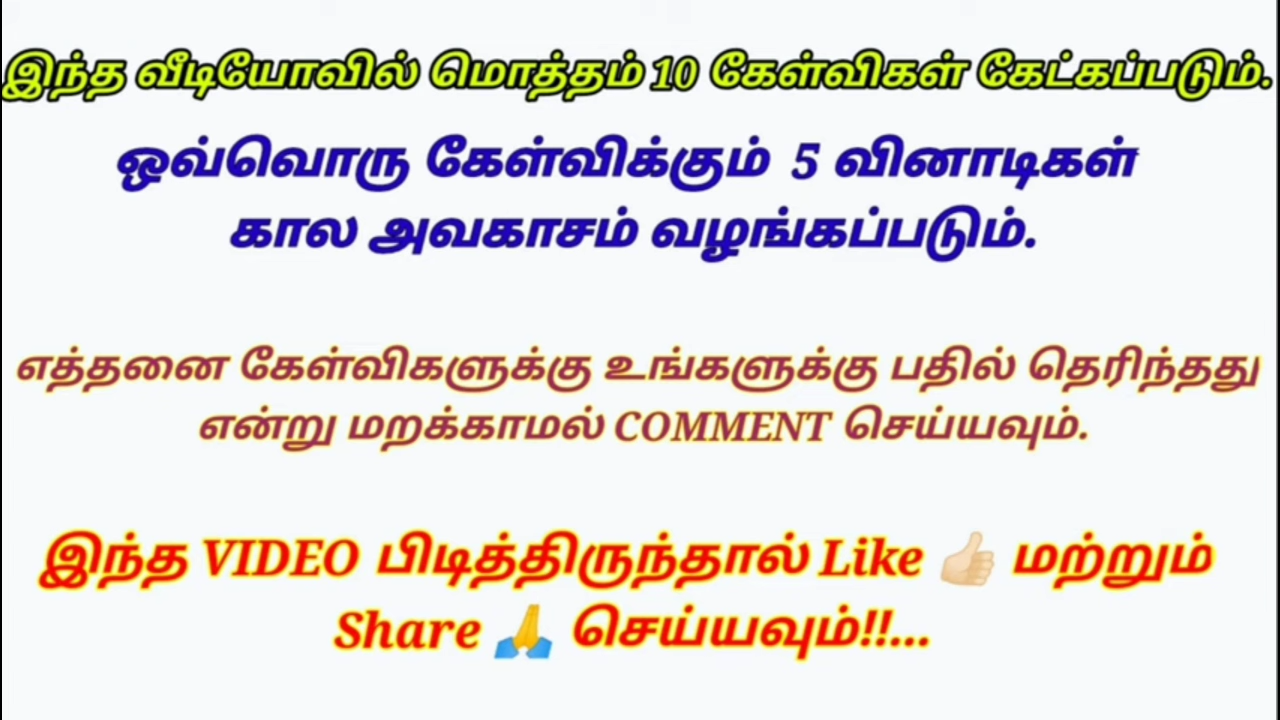 இந்த வீடியோவில் மொத்தம் 10 கேள்விகள் கேட்கப்படும்.
ஒவ்வொரு கேள்விக்கும் 5 வினாடிகள்
கால அவகாசம் வழங்கப்படும்.
எத்தனை கேள்விகளுக்கு உங்களுக்கு பதில் தெரிந்தது
என்று மறக்காமல் COMMENT செய்யவும்.
இந்த VIDEO பிடித்திருந்தால் Like 👍🏻 மற்றும்
Share 🙏 செய்யவும்!!...